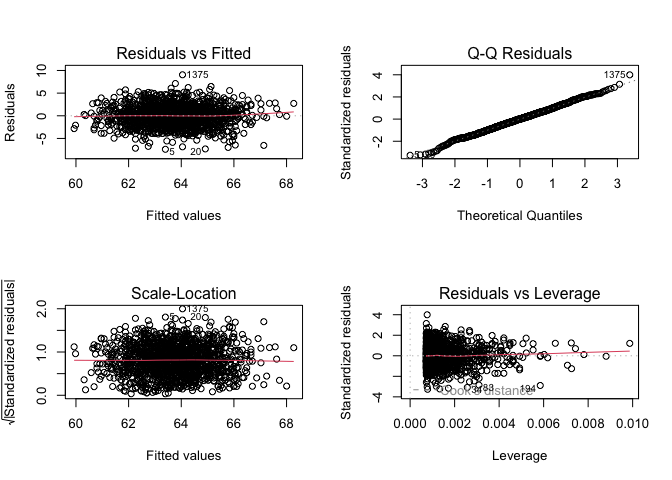 Residuals vs Fitted
Residuals
10
5
0
-5
1375
5
20
60 62 64 66 68
Fitted values
Q-Q Residuals
Standardized residuals
4
2
0
-2
1375
5
-3 -2 -1 0 1 2 3
Theoretical Quantiles
Scale-Location
√|Standardized residuals|
2.0
1.0
0.0
1375
5
20
60 62 64 66 68
Fitted values
Residuals vs Leverage
Standardized residuals
4
2
0
-4
Cook's distance
194
0.000 0.002 0.004 0.006 0.008 0.010
Leverage